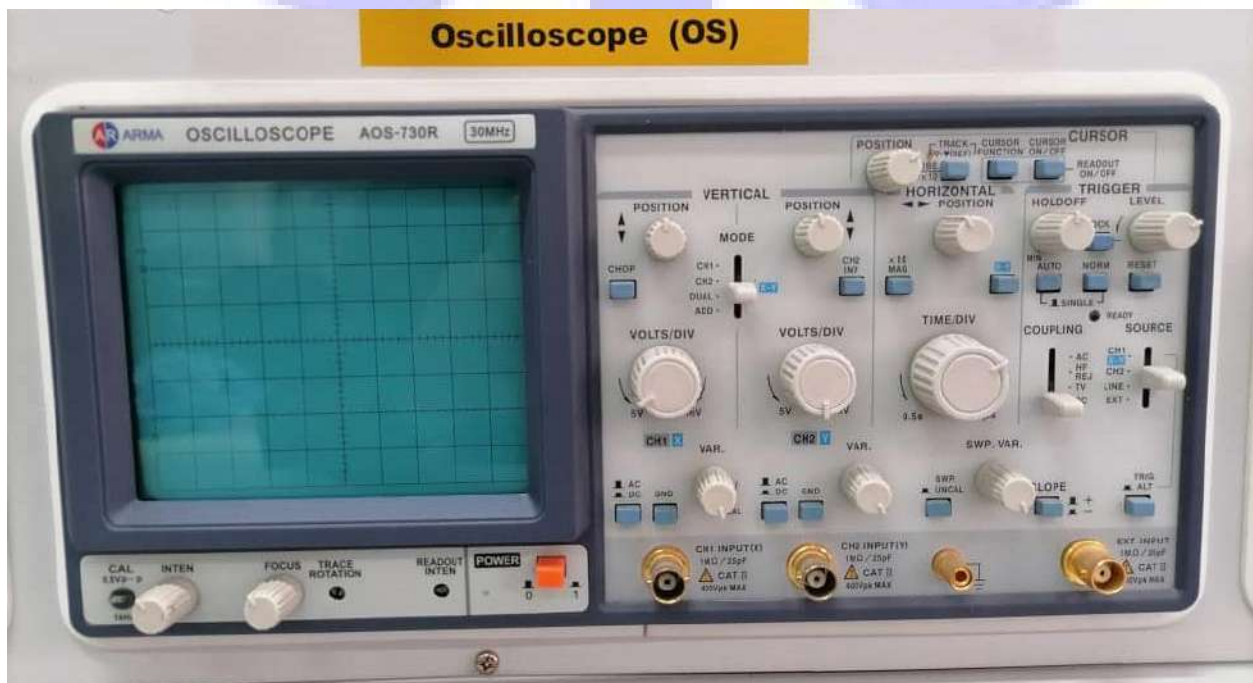 Oscilloscope (OS)
AR ARMA OSCILLOSCOPE AOS-730R 30MHz
CURSOR
POSITION TRACK CURSOR FUNCTION CURSOR ON/OFF
READOUT ON/OFF
VERTICAL HORIZONTAL TRIGGER
POSITION POSITION POSITION HOLDOFF LEVEL
MODE
CHOP CH1 CH2 DUAL ADD X-Y CH2 INV x10 MAG
MIN AUTO NORM RESET
SINGLE
READY
VOLTS/DIV VOLTS/DIV TIME/DIV COUPLING SOURCE
AC HF REJ TV
CH1 CH2 LINE EXT
5V 5V 0.5s
CH1 X CH2 Y
VAR. VAR. SWP. VAR.
AC DC GND AC DC GND SWP. UNCAL + − TRIG. ALT
CH1 INPUT(X) CH2 INPUT(Y) EXT INPUT
1MΩ/25pF 1MΩ/25pF
CAT II CAT II CAT II
400Vpk MAX 400Vpk MAX
CAL INTEN FOCUS TRACE ROTATION READOUT INTEN POWER
0 1